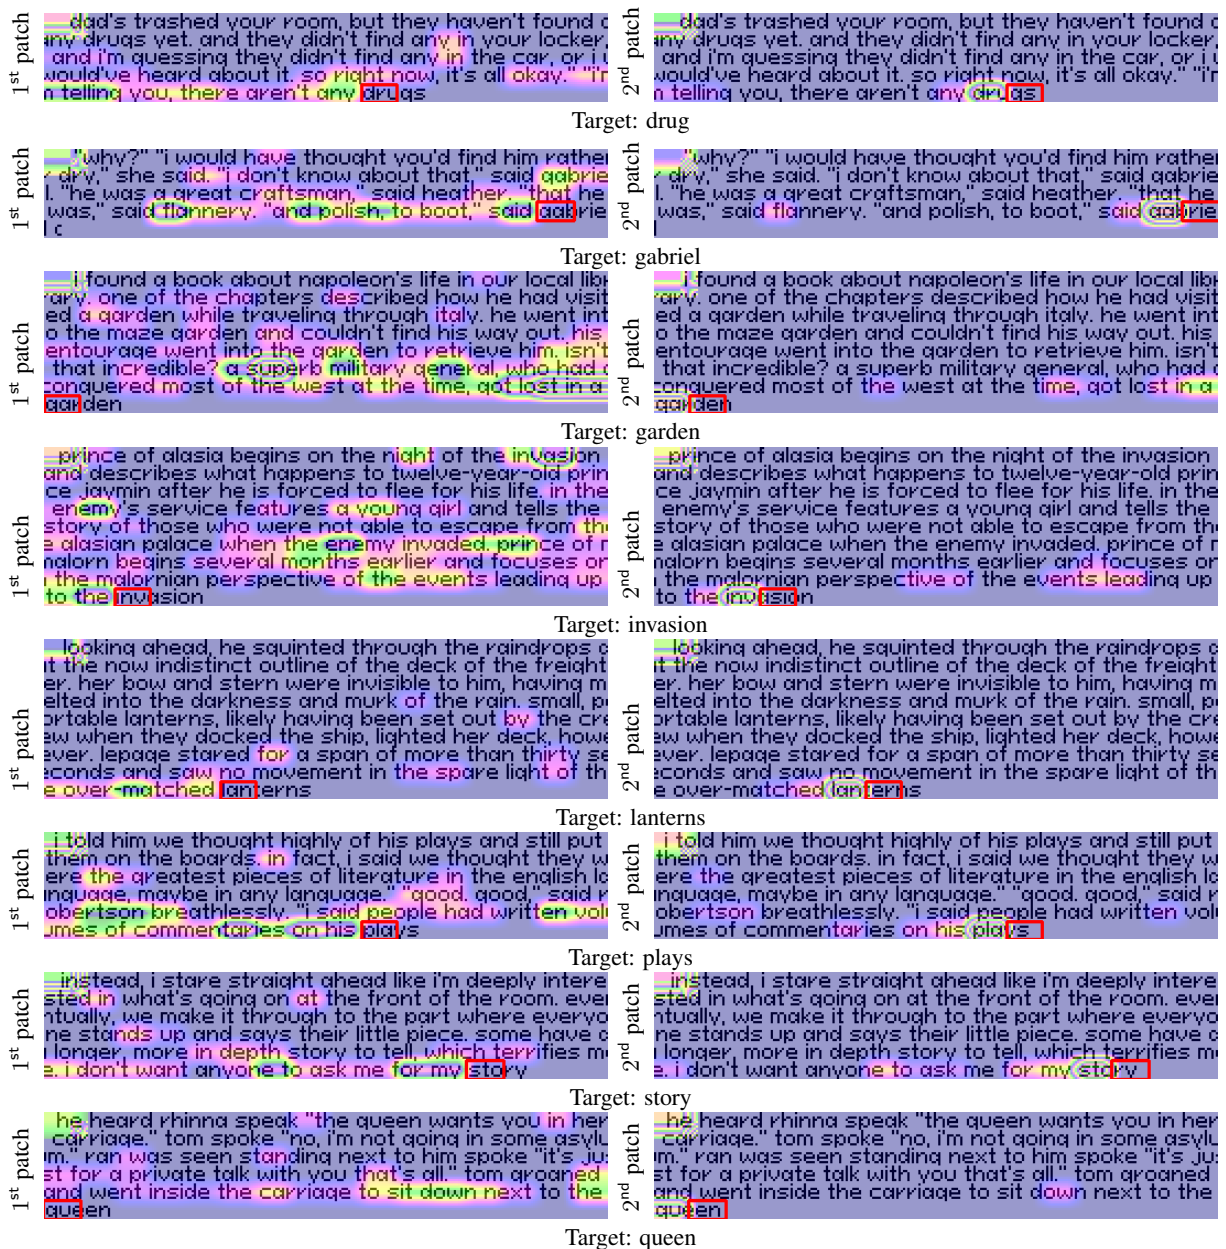 1st patch
dad's trashed your room, but they haven't found a
any drugs yet. and they didn't find any in your locker,
and i'm guessing they didn't find any in the car, or i
would've heard about it. so right now, it's all okay." "i'm
m telling you, there aren't any drugs
2nd patch
dad's trashed your room, but they haven't found a
any drugs yet. and they didn't find any in your locker,
and i'm guessing they didn't find any in the car, or i
would've heard about it. so right now, it's all okay." "i'm
m telling you, there aren't any drugs
Target: drug
1st patch
"why?" "i would have thought you'd find him rather
dry," she said. "i don't know about that," said gabrie
l. "he was a great craftsman," said heather. "that he
was," said flannery. "and polish, to boot," said gabrie
l
2nd patch
"why?" "i would have thought you'd find him rather
dry," she said. "i don't know about that," said gabrie
l. "he was a great craftsman," said heather. "that he
was," said flannery. "and polish, to boot," said gabrie
l
Target: gabriel
1st patch
i found a book about napoleon's life in our local libr
rary. one of the chapters described how he had visit
ed a garden while traveling through italy. he went int
o the maze garden and couldn't find his way out. his
entourage went into the garden to retrieve him. isn't
that incredible? a superb military general, who had c
conquered most of the west at the time, got lost in a
garden
2nd patch
i found a book about napoleon's life in our local libr
rary. one of the chapters described how he had visit
ed a garden while traveling through italy. he went int
o the maze garden and couldn't find his way out. his
entourage went into the garden to retrieve him. isn't
that incredible? a superb military general, who had c
conquered most of the west at the time, got lost in a
garden
Target: garden
1st patch
prince of alasia begins on the night of the invasion
and describes what happens to twelve-year-old prin
ce jaymin after he is forced to flee for his life. in the
enemy's service features a young girl and tells the
story of those who were not able to escape from the
e alasian palace when the enemy invaded. prince of m
malorn begins several months earlier and focuses on
the malornian perspective of the events leading up
to the invasion
2nd patch
prince of alasia begins on the night of the invasion
and describes what happens to twelve-year-old prin
ce jaymin after he is forced to flee for his life. in the
enemy's service features a young girl and tells the
story of those who were not able to escape from the
e alasian palace when the enemy invaded. prince of m
malorn begins several months earlier and focuses on
the malornian perspective of the events leading up
to the invasion
Target: invasion
1st patch
looking ahead, he squinted through the raindrops a
t the now indistinct outline of the deck of the freight
er. her bow and stern were invisible to him, having m
elted into the darkness and murk of the rain. small, po
ortable lanterns, likely having been set out by the cre
ew when they docked the ship, lighted her deck, howe
ever. lepage stared for a span of more than thirty se
econds and saw no movement in the spare light of th
e over-matched lanterns
2nd patch
looking ahead, he squinted through the raindrops a
t the now indistinct outline of the deck of the freight
er. her bow and stern were invisible to him, having m
elted into the darkness and murk of the rain. small, po
ortable lanterns, likely having been set out by the cre
ew when they docked the ship, lighted her deck, howe
ever. lepage stared for a span of more than thirty se
econds and saw no movement in the spare light of th
e over-matched lanterns
Target: lanterns
1st patch
i told him we thought highly of his plays and still put
them on the boards. in fact, i said we thought they w
ere the greatest pieces of literature in the english la
anguage, maybe in any language." "good. good," said r
obertson breathlessly. "i said people had written volu
umes of commentaries on his plays
2nd patch
i told him we thought highly of his plays and still put
them on the boards. in fact, i said we thought they w
ere the greatest pieces of literature in the english la
anguage, maybe in any language." "good. good," said r
obertson breathlessly. "i said people had written volu
umes of commentaries on his plays
Target: plays
1st patch
instead, i stare straight ahead like i'm deeply intere
sted in what's going on at the front of the room. even
ntually, we make it through to the part where everyo
ne stands up and says their little piece. some have a
longer, more in depth story to tell, which terrifies me
e. i don't want anyone to ask me for my story
2nd patch
instead, i stare straight ahead like i'm deeply intere
sted in what's going on at the front of the room. even
ntually, we make it through to the part where everyo
ne stands up and says their little piece. some have a
longer, more in depth story to tell, which terrifies me
e. i don't want anyone to ask me for my story
Target: story
1st patch
he heard rhinna speak "the queen wants you in her
carriage." tom spoke "no, i'm not going in some asylu
um." ran was seen standing next to him spoke "it's jus
st for a private talk with you that's all." tom groaned
and went inside the carriage to sit down next to the
queen
2nd patch
he heard rhinna speak "the queen wants you in her
carriage." tom spoke "no, i'm not going in some asylu
um." ran was seen standing next to him spoke "it's jus
st for a private talk with you that's all." tom groaned
and went inside the carriage to sit down next to the
queen
Target: queen